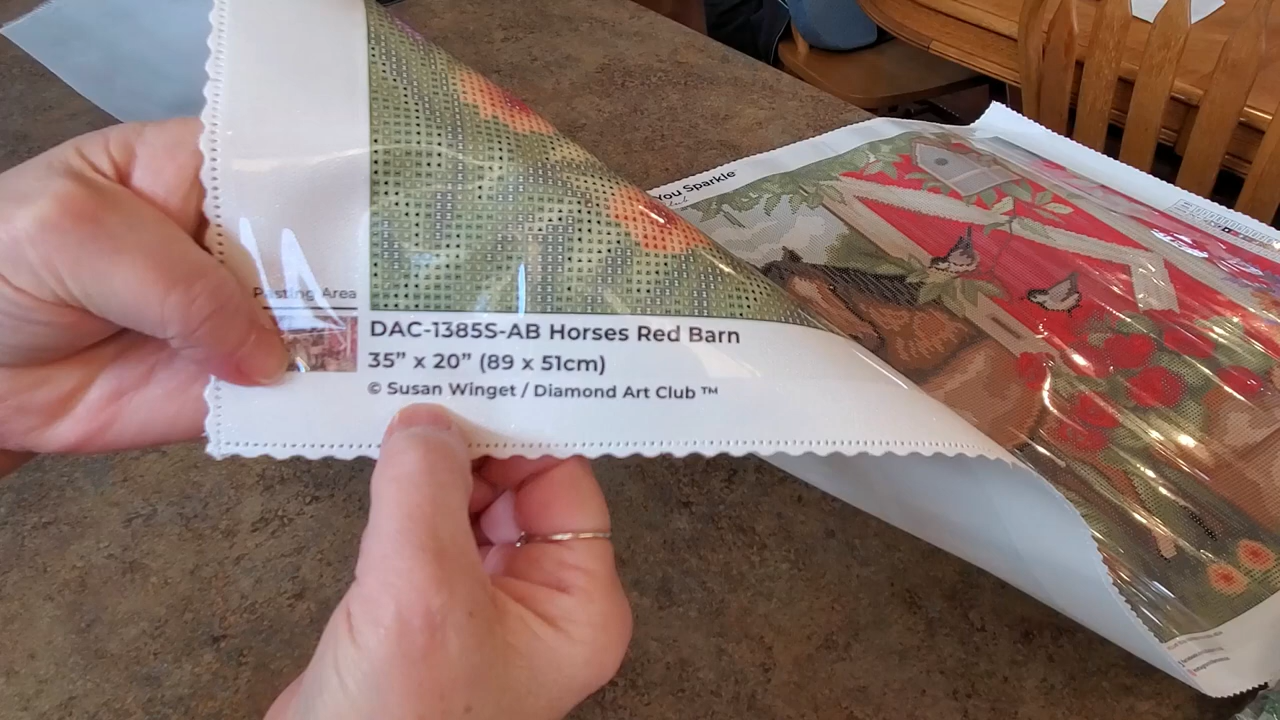 You Sparkle
Pasting Area
DAC-1385S-AB Horses Red Barn
35” x 20” (89 x 51cm)
© Susan Winget / Diamond Art Club ™